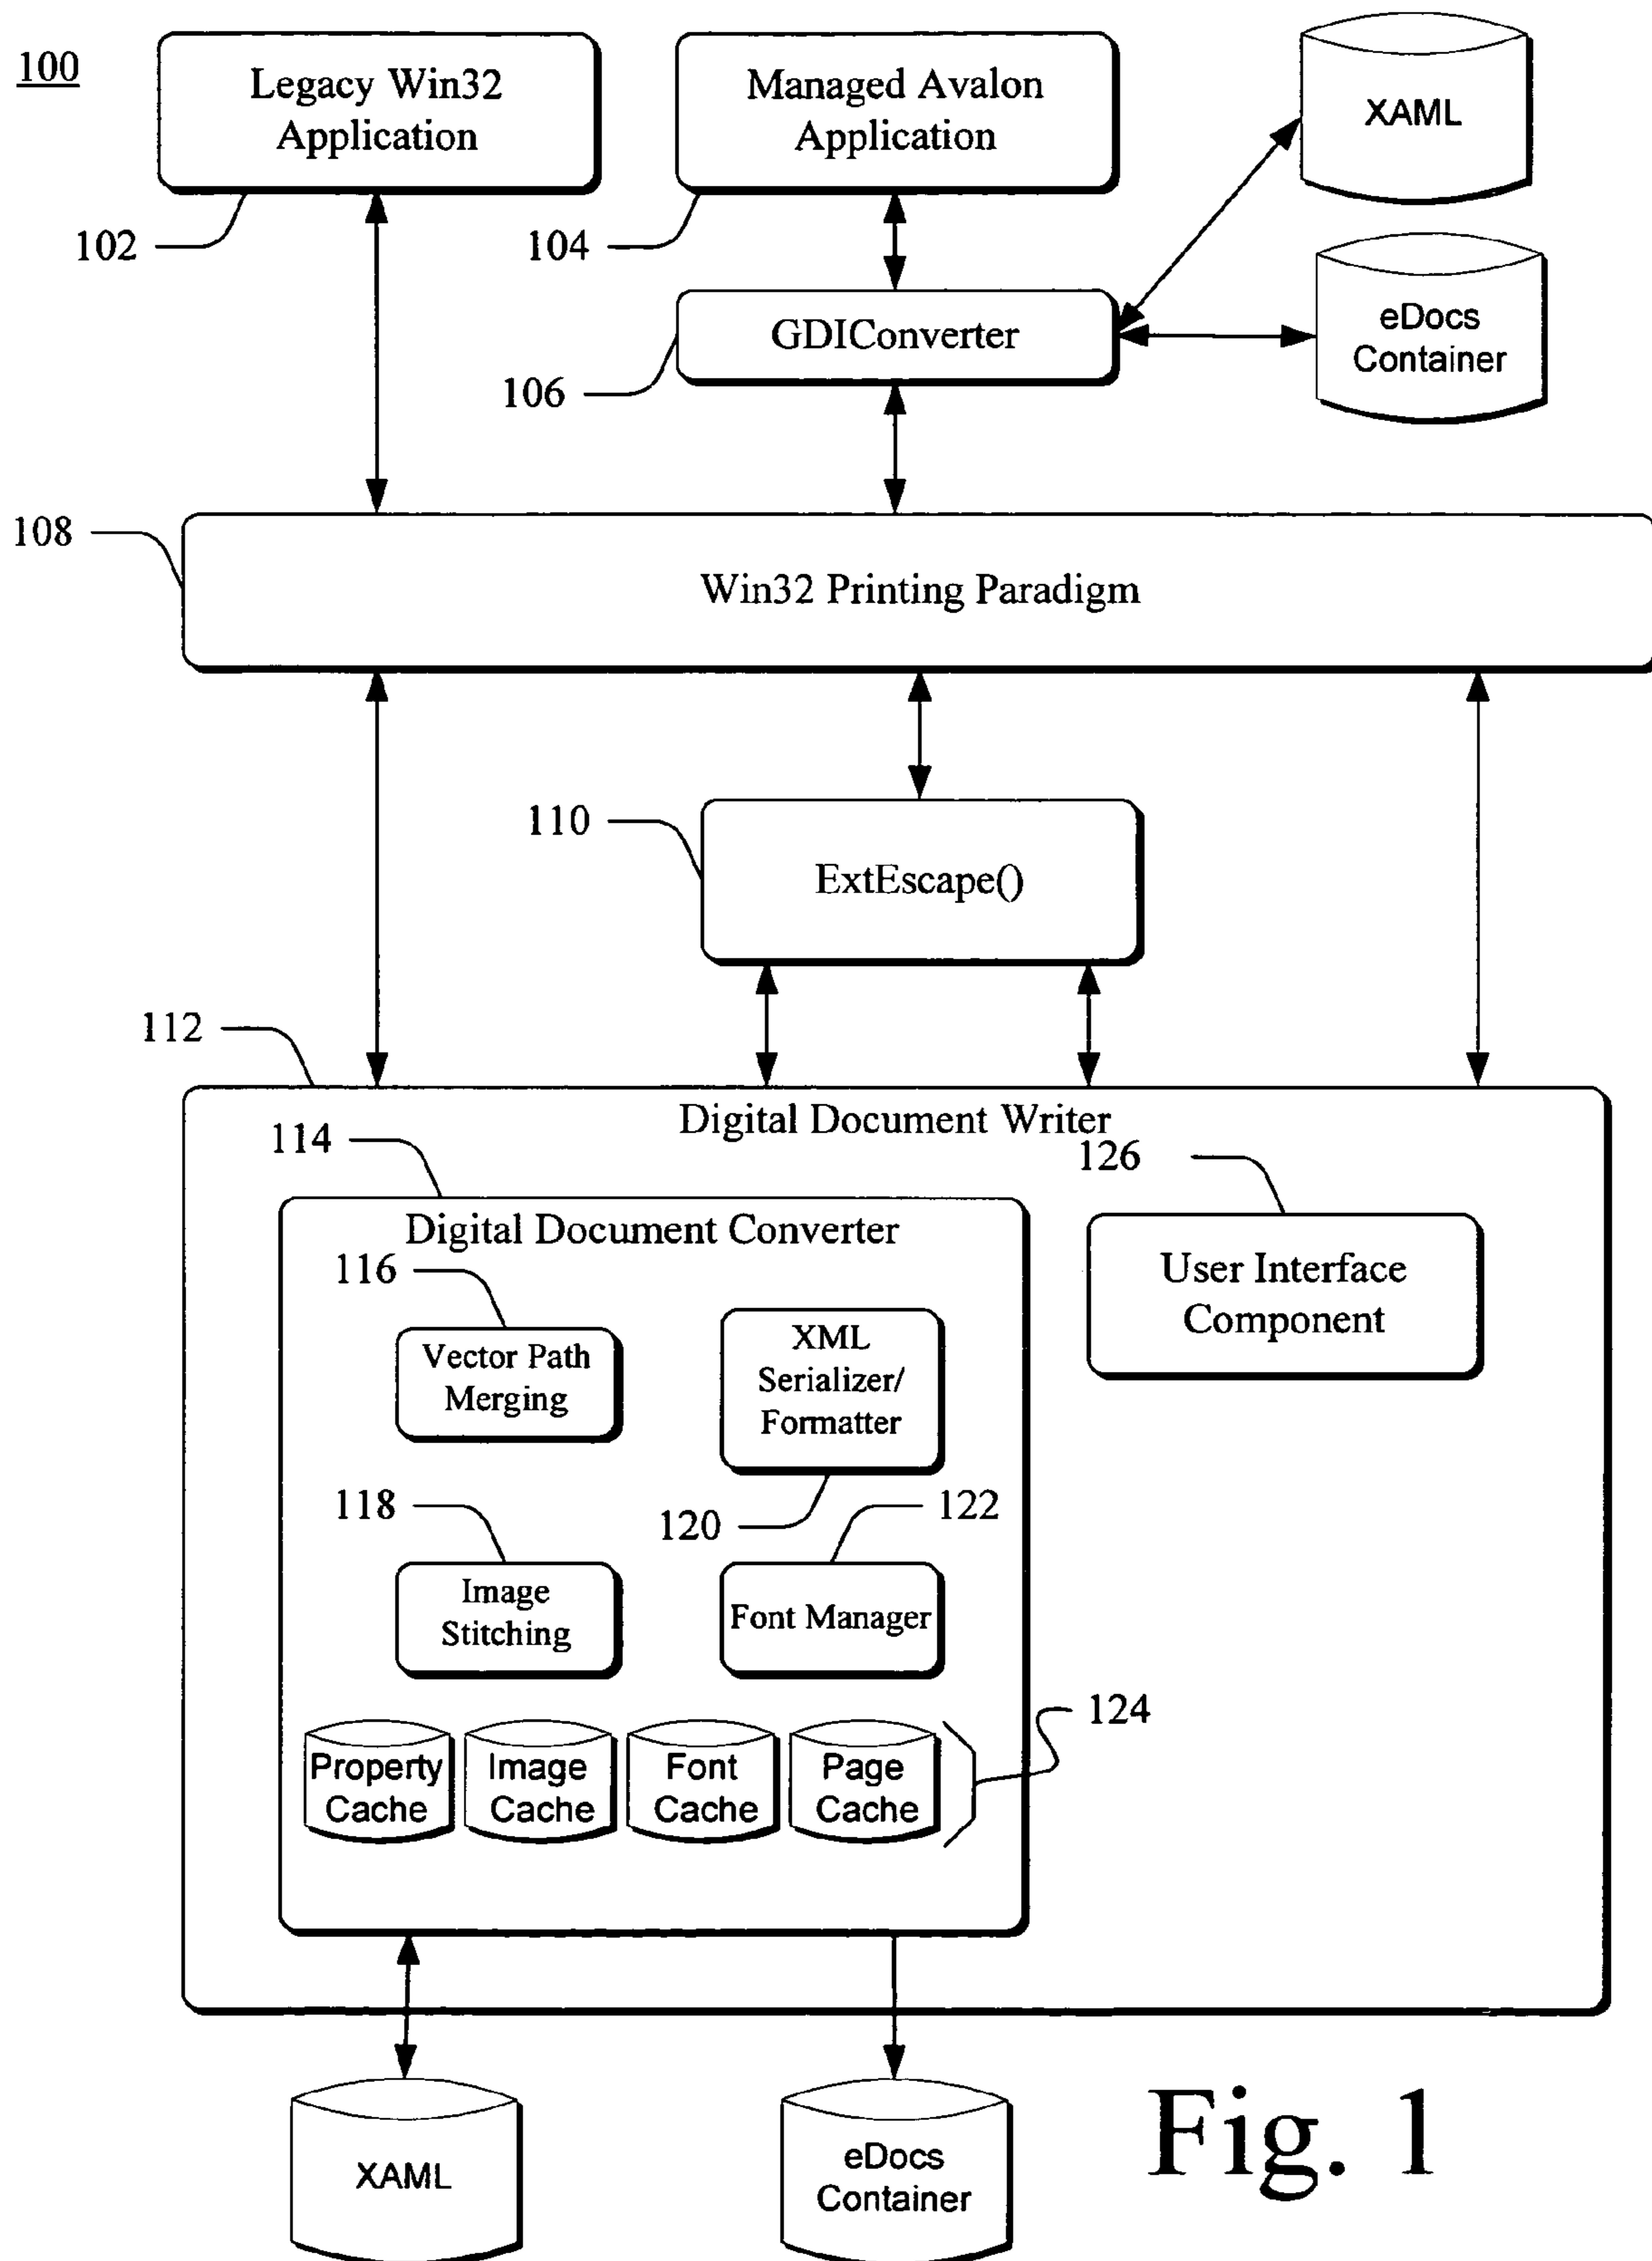 100
Legacy Win32
Application
Managed Avalon
Application
XAML
102
104
GDIConverter
eDocs
Container
106
108
Win32 Printing Paradigm
110
ExtEscape()
112
Digital Document Writer
114
126
Digital Document Converter
User Interface
Component
116
Vector Path
Merging
XML
Serializer/
Formatter
118
120
122
Image
Stitching
Font Manager
124
Property
Cache
Image
Cache
Font
Cache
Page
Cache
XAML
eDocs
Container
Fig. 1